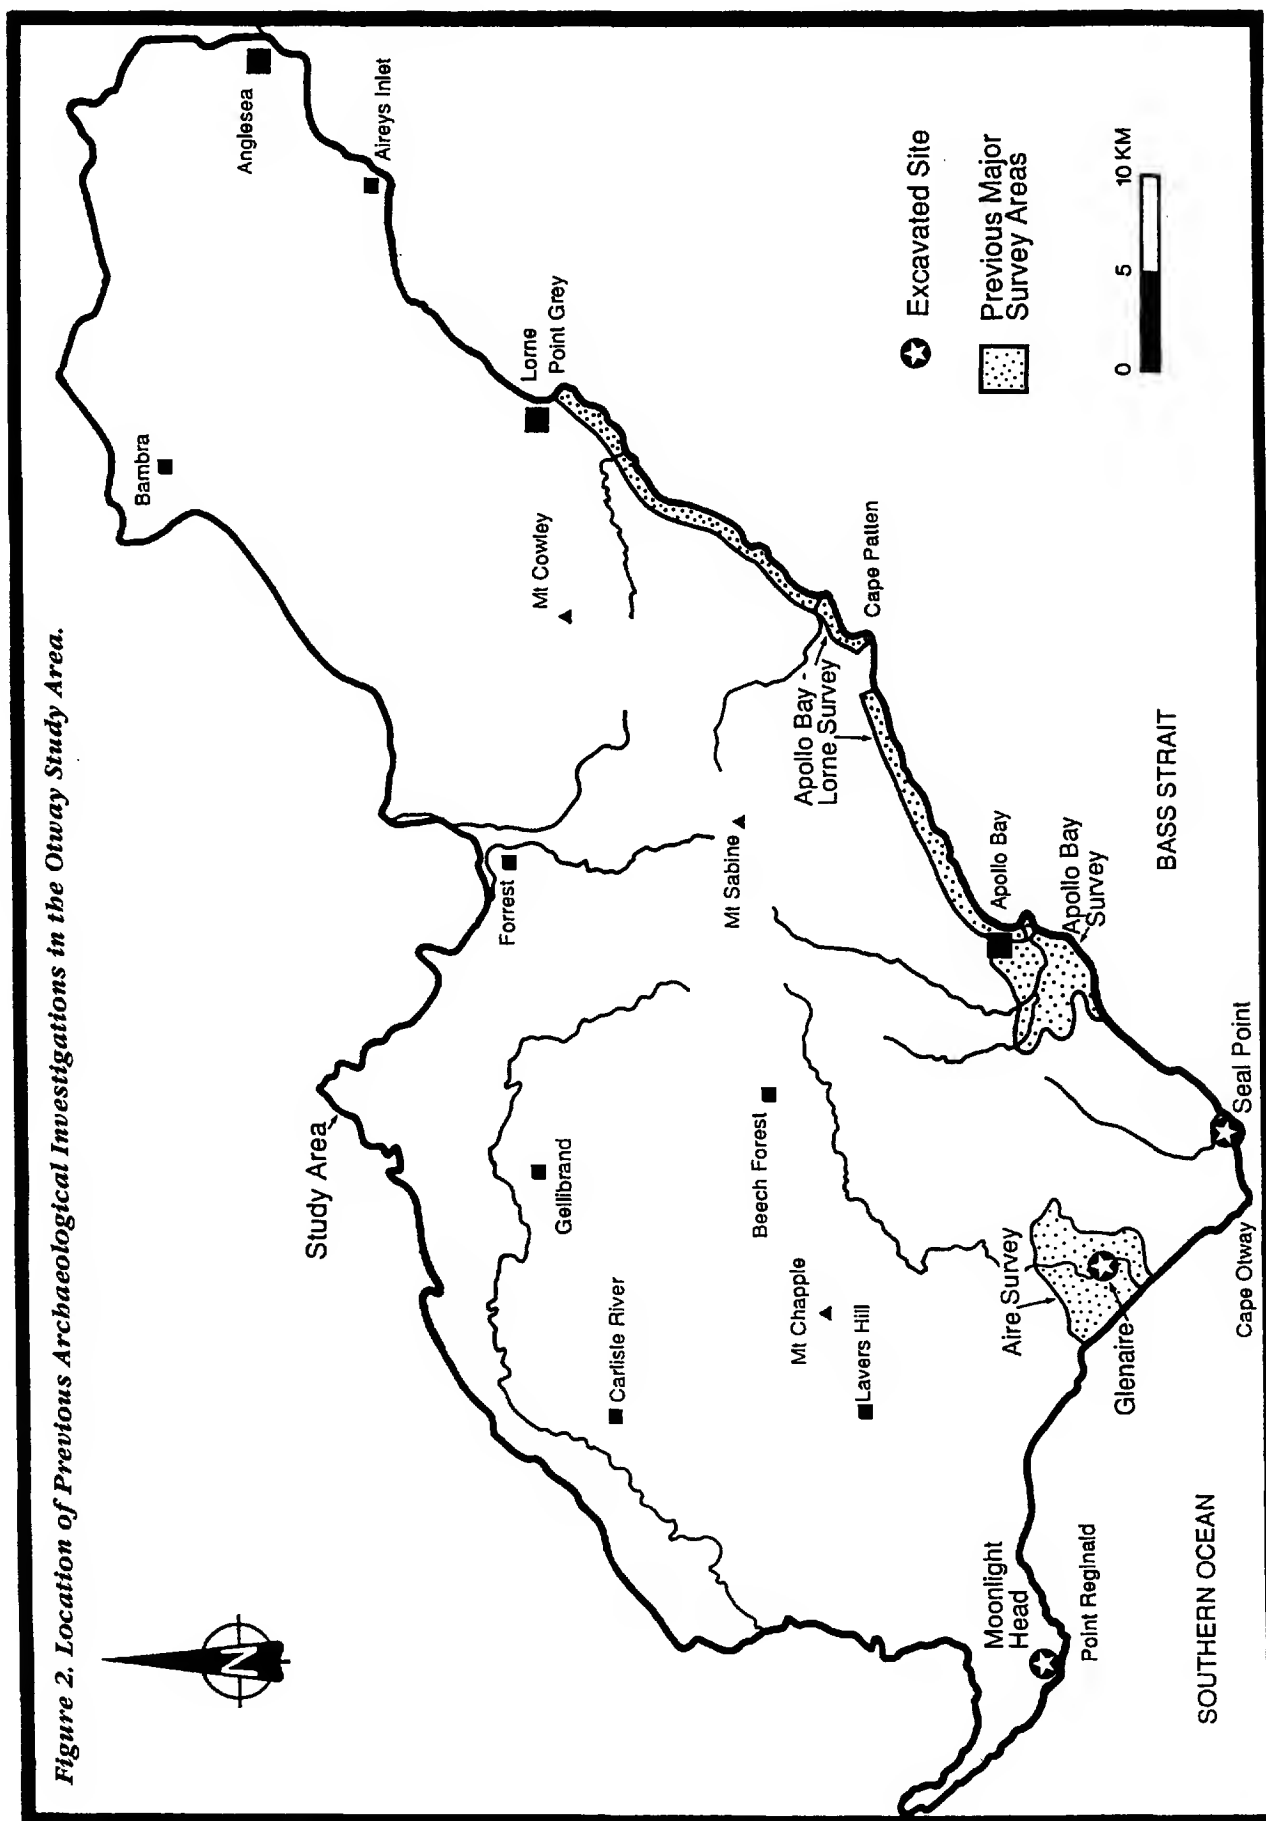 Figure 2. Location of Previous Archaeological Investigations in the Otway Study Area.
N
Anglesea
Aireys Inlet
Bambra
Lorne
Point Grey
Mt Cowley
Study Area
Forrest
Gellibrand
Carlisle River
Mt Sabine
Cape Patten
Apollo Bay -
Lorne Survey
Beech Forest
Mt Chapple
Lavers Hill
Apollo Bay
Apollo Bay
Survey
Aire Survey
Glenaire
Moonlight
Head
Point Reginald
Seal Point
Cape Otway
BASS STRAIT
SOUTHERN OCEAN
Excavated Site
Previous Major
Survey Areas
0 5 10 KM